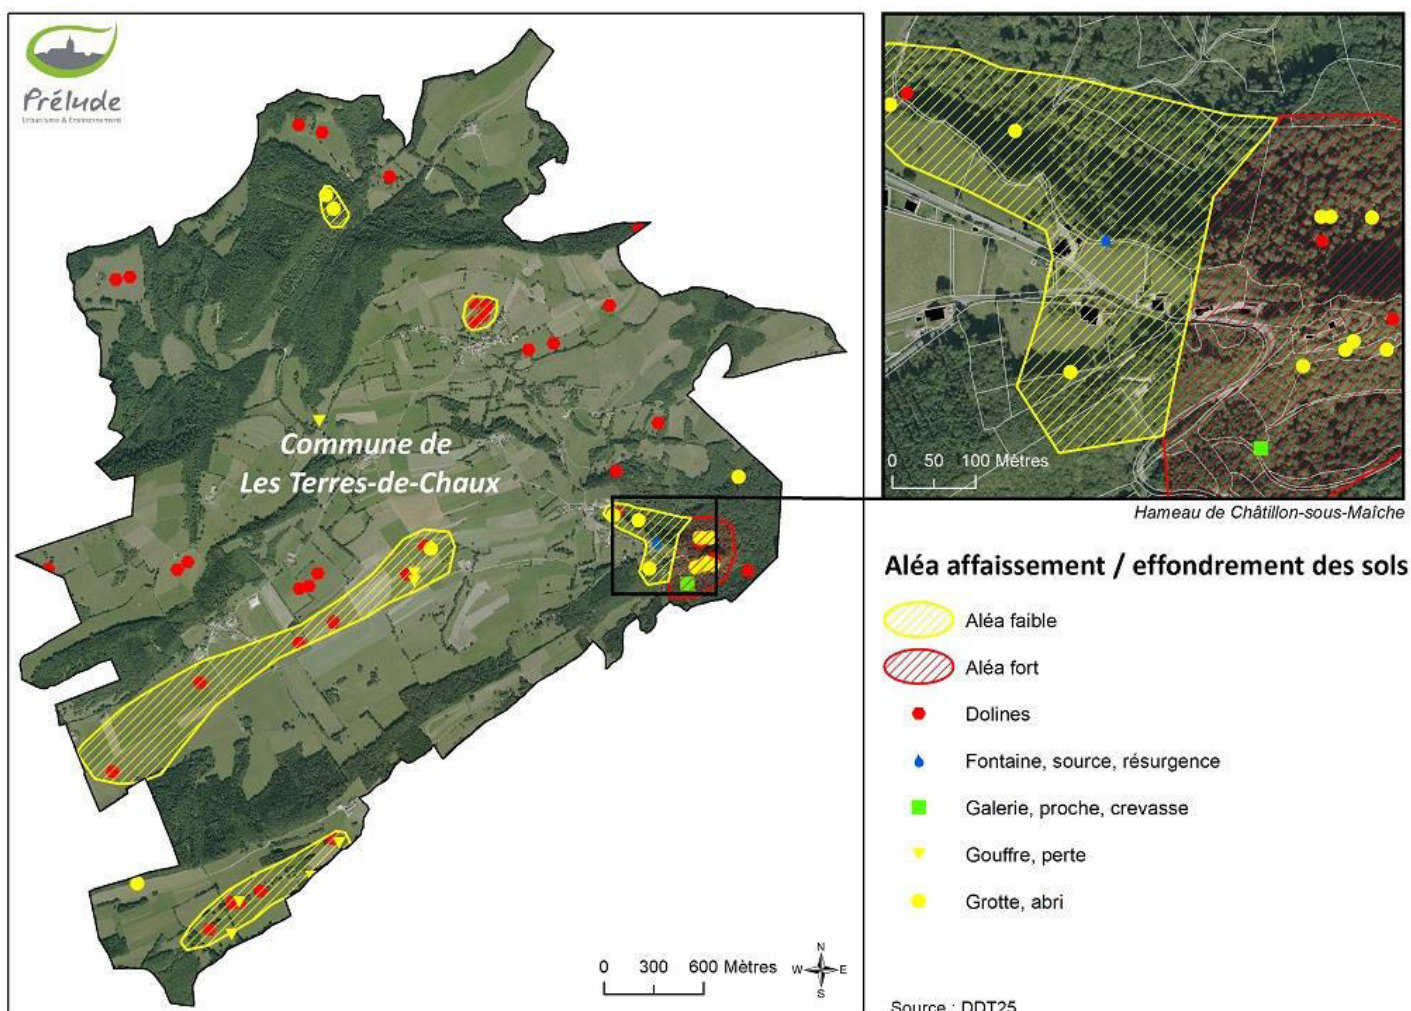 Prélude
Urbanisme & Environnement
Commune de
Les Terres-de-Chaux
0 300 600 Mètres
N
W E
S
0 50 100 Mètres
Hameau de Châtillon-sous-Maîche
Aléa affaissement / effondrement des sols
Aléa faible
Aléa fort
Dolines
Fontaine, source, résurgence
Galerie, proche, crevasse
Gouffre, perte
Grotte, abri
Source : DDT25